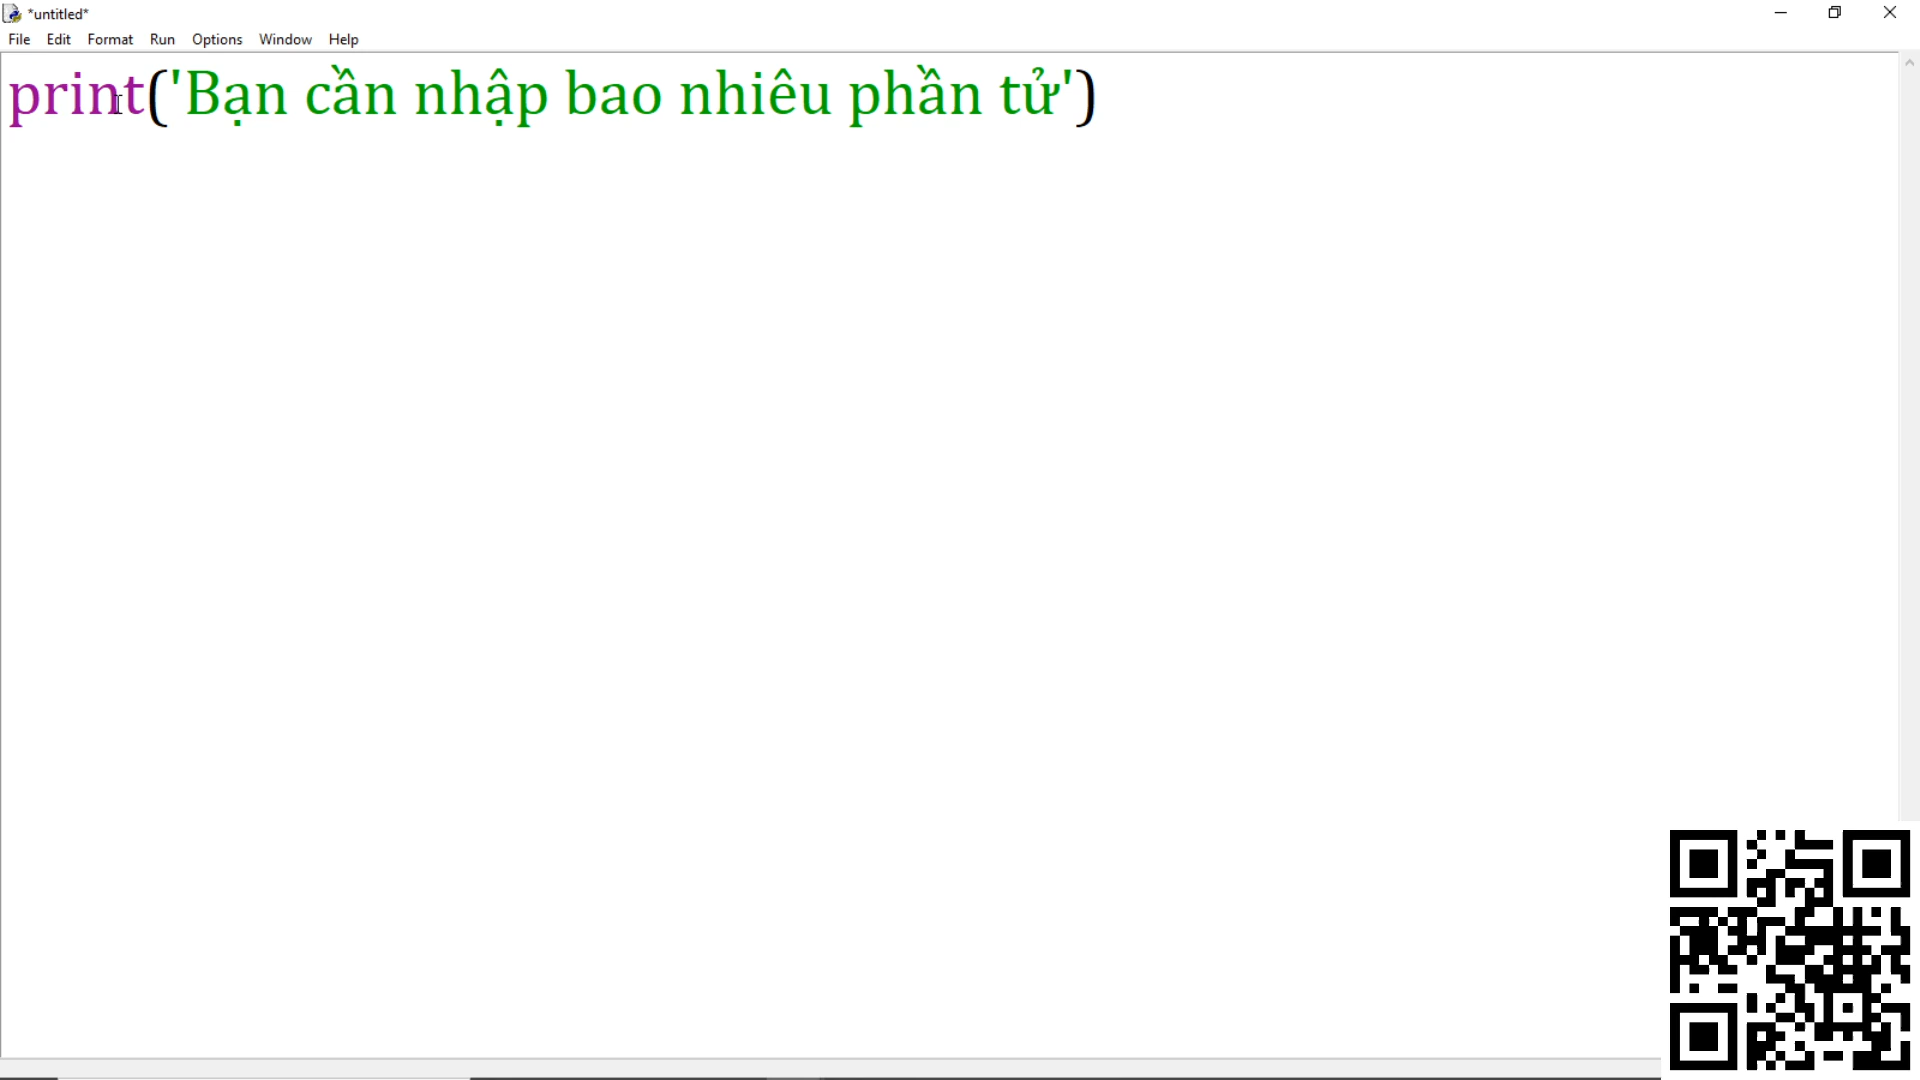 *untitled*
File Edit Format Run Options Window Help
print('Bạn cần nhập bao nhiêu phần tử')